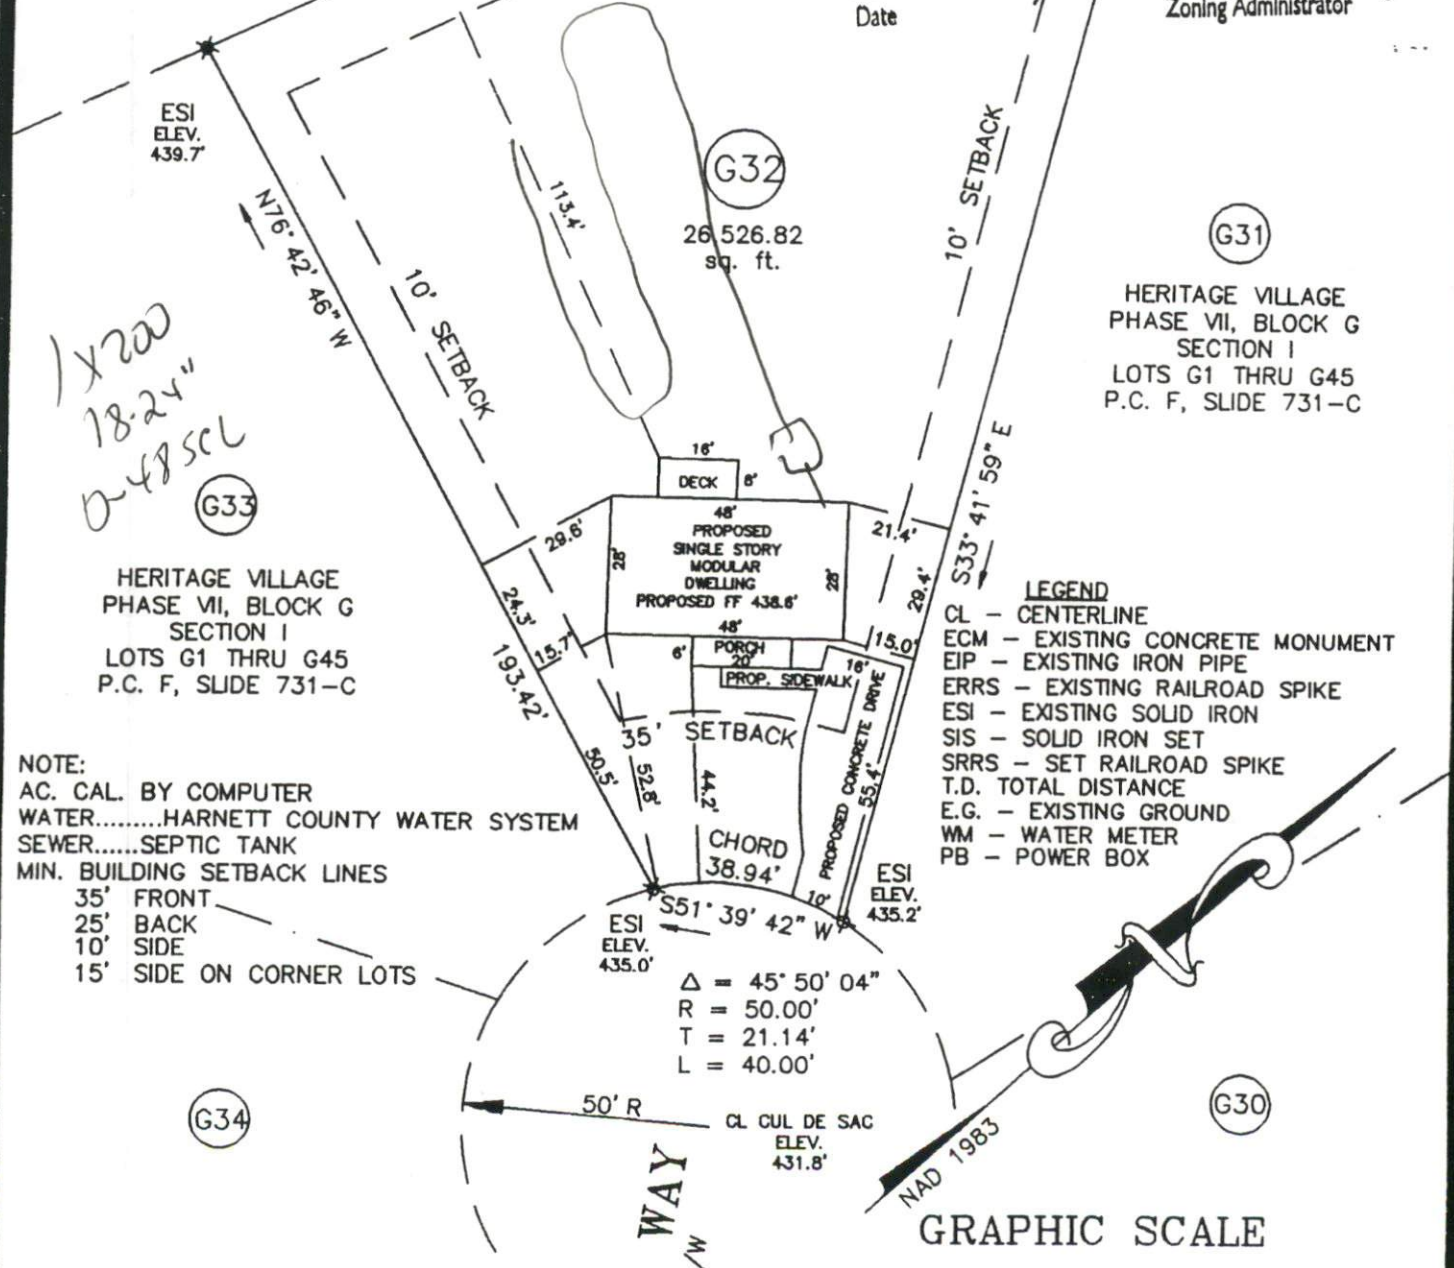 Date
Zoning Administrator
ESI
ELEV.
439.7'
N76° 42' 46" W
10' SETBACK
113.4'
G32
26,526.82
sq. ft.
10' SETBACK
G31
HERITAGE VILLAGE
PHASE VII, BLOCK G
SECTION I
LOTS G1 THRU G45
P.C. F, SLIDE 731-C
S33° 41' 59" E
1 x 200
18-24"
G33
HERITAGE VILLAGE
PHASE VII, BLOCK G
SECTION I
LOTS G1 THRU G45
P.C. F, SLIDE 731-C
16'
DECK
8'
29.6'
28'
48'
PROPOSED
SINGLE STORY
MODULAR
DWELLING
PROPOSED FF 438.6'
48'
28'
21.4'
29.4'
24.3'
15.7'
193.42'
6'
PORCH
20'
PROP. SIDEWALK
16'
15.0'
35' SETBACK
50.5'
52.8'
44.2'
PROPOSED CONCRETE DRIVE
55.4'
CHORD
38.94'
10'
S51° 39' 42" W
ESI
ELEV.
435.2'
ESI
ELEV.
435.0'
LEGEND
CL - CENTERLINE
ECM - EXISTING CONCRETE MONUMENT
EIP - EXISTING IRON PIPE
ERRS - EXISTING RAILROAD SPIKE
ESI - EXISTING SOLID IRON
SIS - SOLID IRON SET
SRRS - SET RAILROAD SPIKE
T.D. TOTAL DISTANCE
E.G. - EXISTING GROUND
WM - WATER METER
PB - POWER BOX
NOTE:
AC. CAL. BY COMPUTER
WATER.........HARNETT COUNTY WATER SYSTEM
SEWER......SEPTIC TANK
MIN. BUILDING SETBACK LINES
35' FRONT
25' BACK
10' SIDE
15' SIDE ON CORNER LOTS
Δ = 45° 50' 04"
R = 50.00'
T = 21.14'
L = 40.00'
G34
50' R
CL CUL DE SAC
ELEV.
431.8'
G30
WAY
/W
NAD 1983
GRAPHIC SCALE